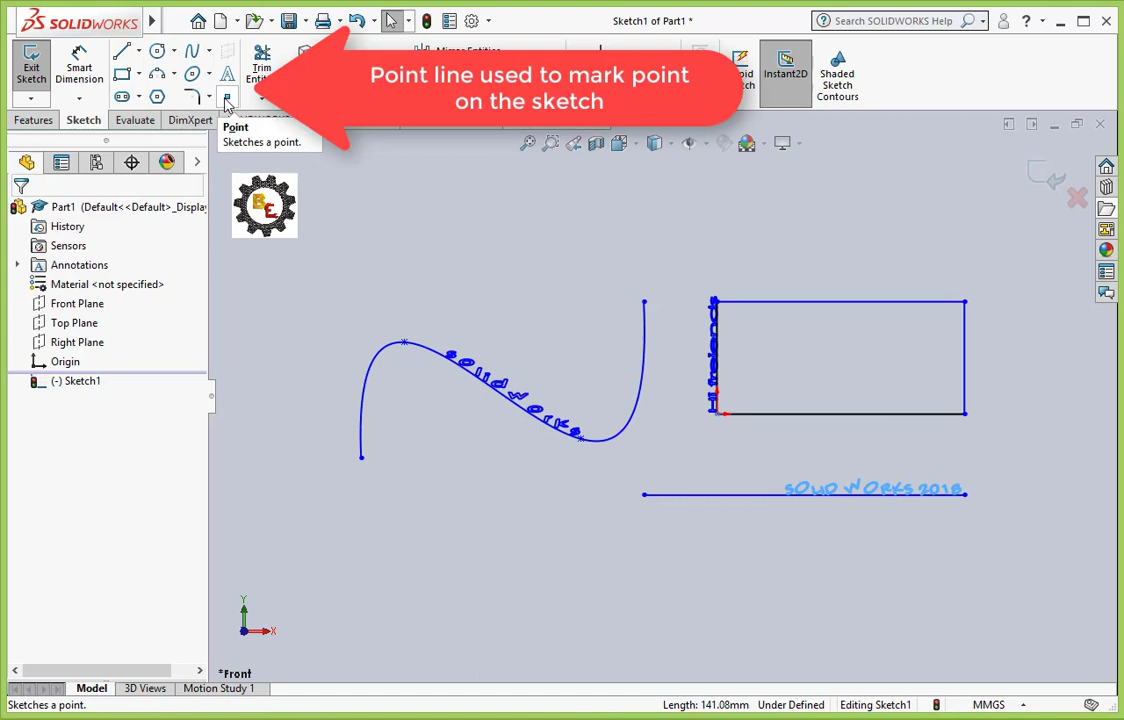 SOLIDWORKS
Sketch1 of Part1 *
Search SOLIDWORKS Help
Exit Sketch
Smart Dimension
Trim
Instant2D
Shaded Sketch Contours
Point line used to mark point
on the sketch
Features
Sketch
Evaluate
DimXpert
Point
Sketches a point.
BE
Part1 (Default<<Default>_Display
History
Sensors
Annotations
Material <not specified>
Front Plane
Top Plane
Right Plane
Origin
(-) Sketch1
solidworks
SOLID WORKS 2018
Y
X
*Front
Model
3D Views
Motion Study 1
Sketches a point.
Length: 141.08mm
Under Defined
Editing Sketch1
MMGS